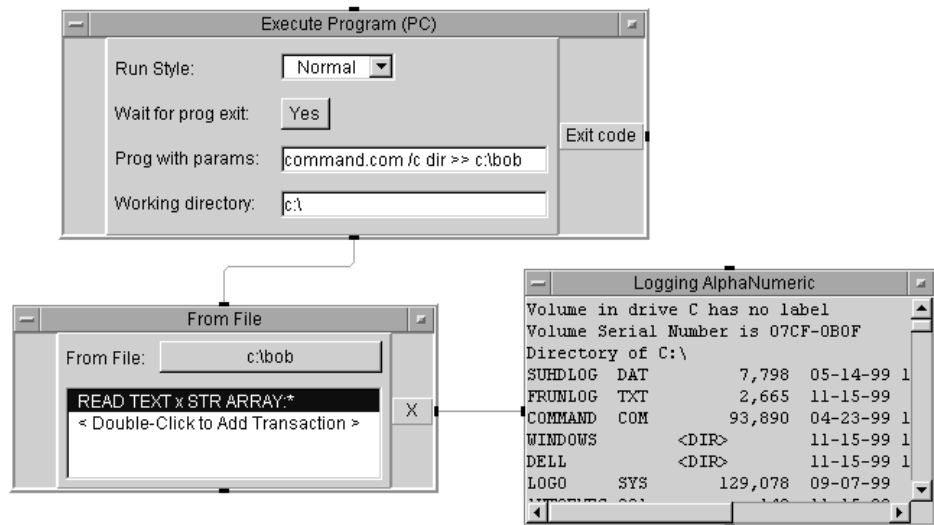 Execute Program (PC)
Run Style: Normal
Wait for prog exit: Yes
Prog with params: command.com /c dir >> c:\bob
Working directory: c:\
Exit code
From File
From File: c:\bob
READ TEXT x STR ARRAY:*
< Double-Click to Add Transaction >
X
Logging AlphaNumeric
Volume in drive C has no label
Volume Serial Number is 07CF-0B0F
Directory of C:\
SUHDLOG DAT 7,798 05-14-99 1
FRUNLOG TXT 2,665 11-15-99
COMMAND COM 93,890 04-23-99 1
WINDOWS <DIR> 11-15-99 1
DELL <DIR> 11-15-99 1
LOGO SYS 129,078 09-07-99